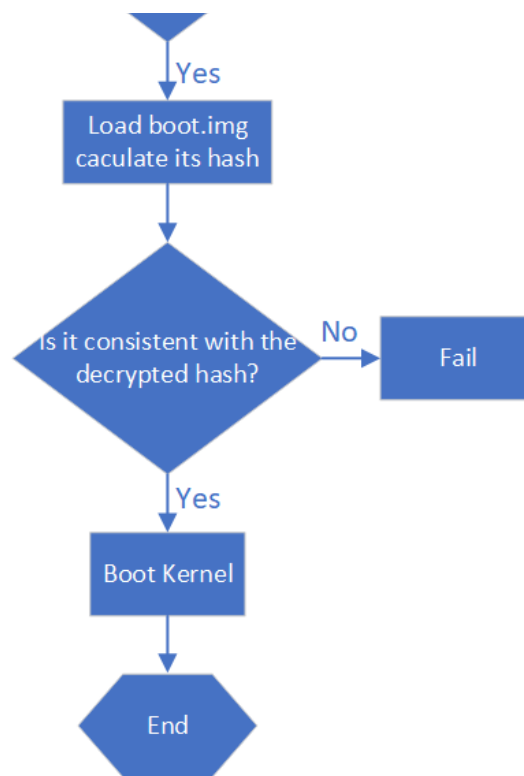 Yes
Load boot.img
caculate its hash
Is it consistent with the
decrypted hash?
No
Fail
Yes
Boot Kernel
End